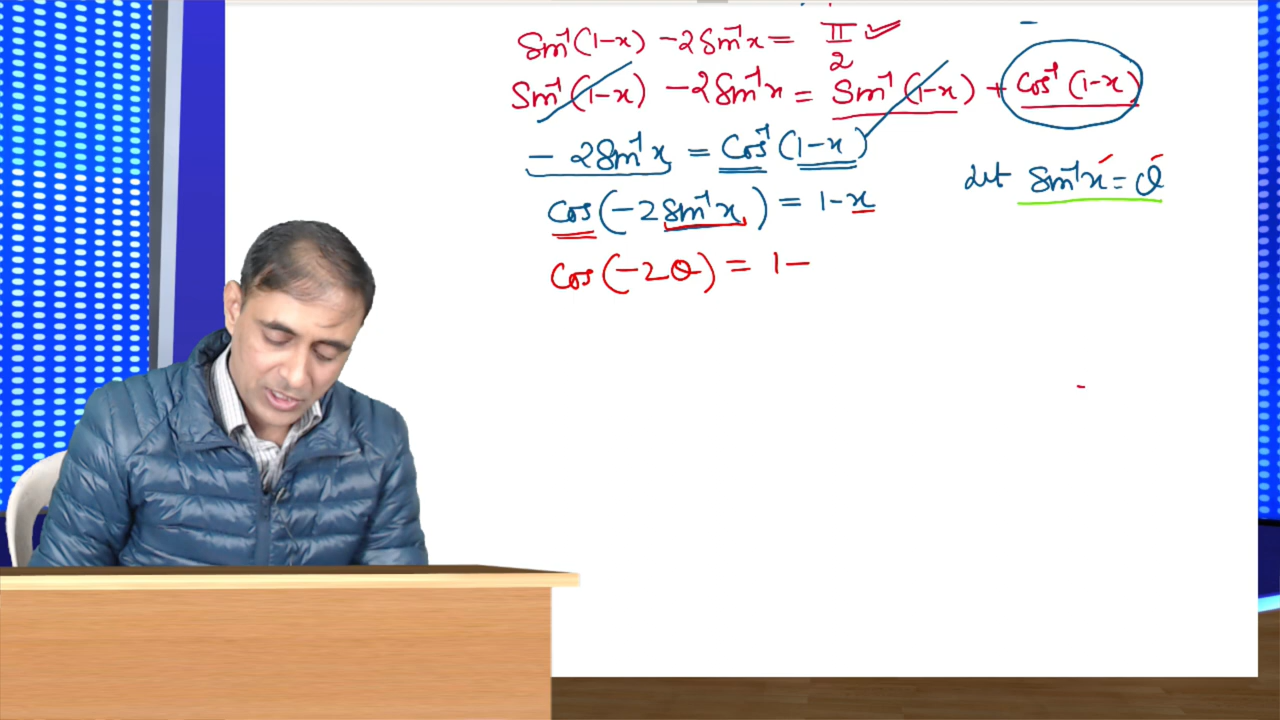 Sin⁻¹(1-x) -2Sin⁻¹x = π/2 ✓
Sin⁻¹(1-x) -2Sin⁻¹x = Sin⁻¹(1-x) + Cos⁻¹(1-x)
- 2Sin⁻¹x = Cos⁻¹(1-x)
let Sin⁻¹x = θ
cos(-2Sin⁻¹x) = 1-x
cos(-2θ) = 1-